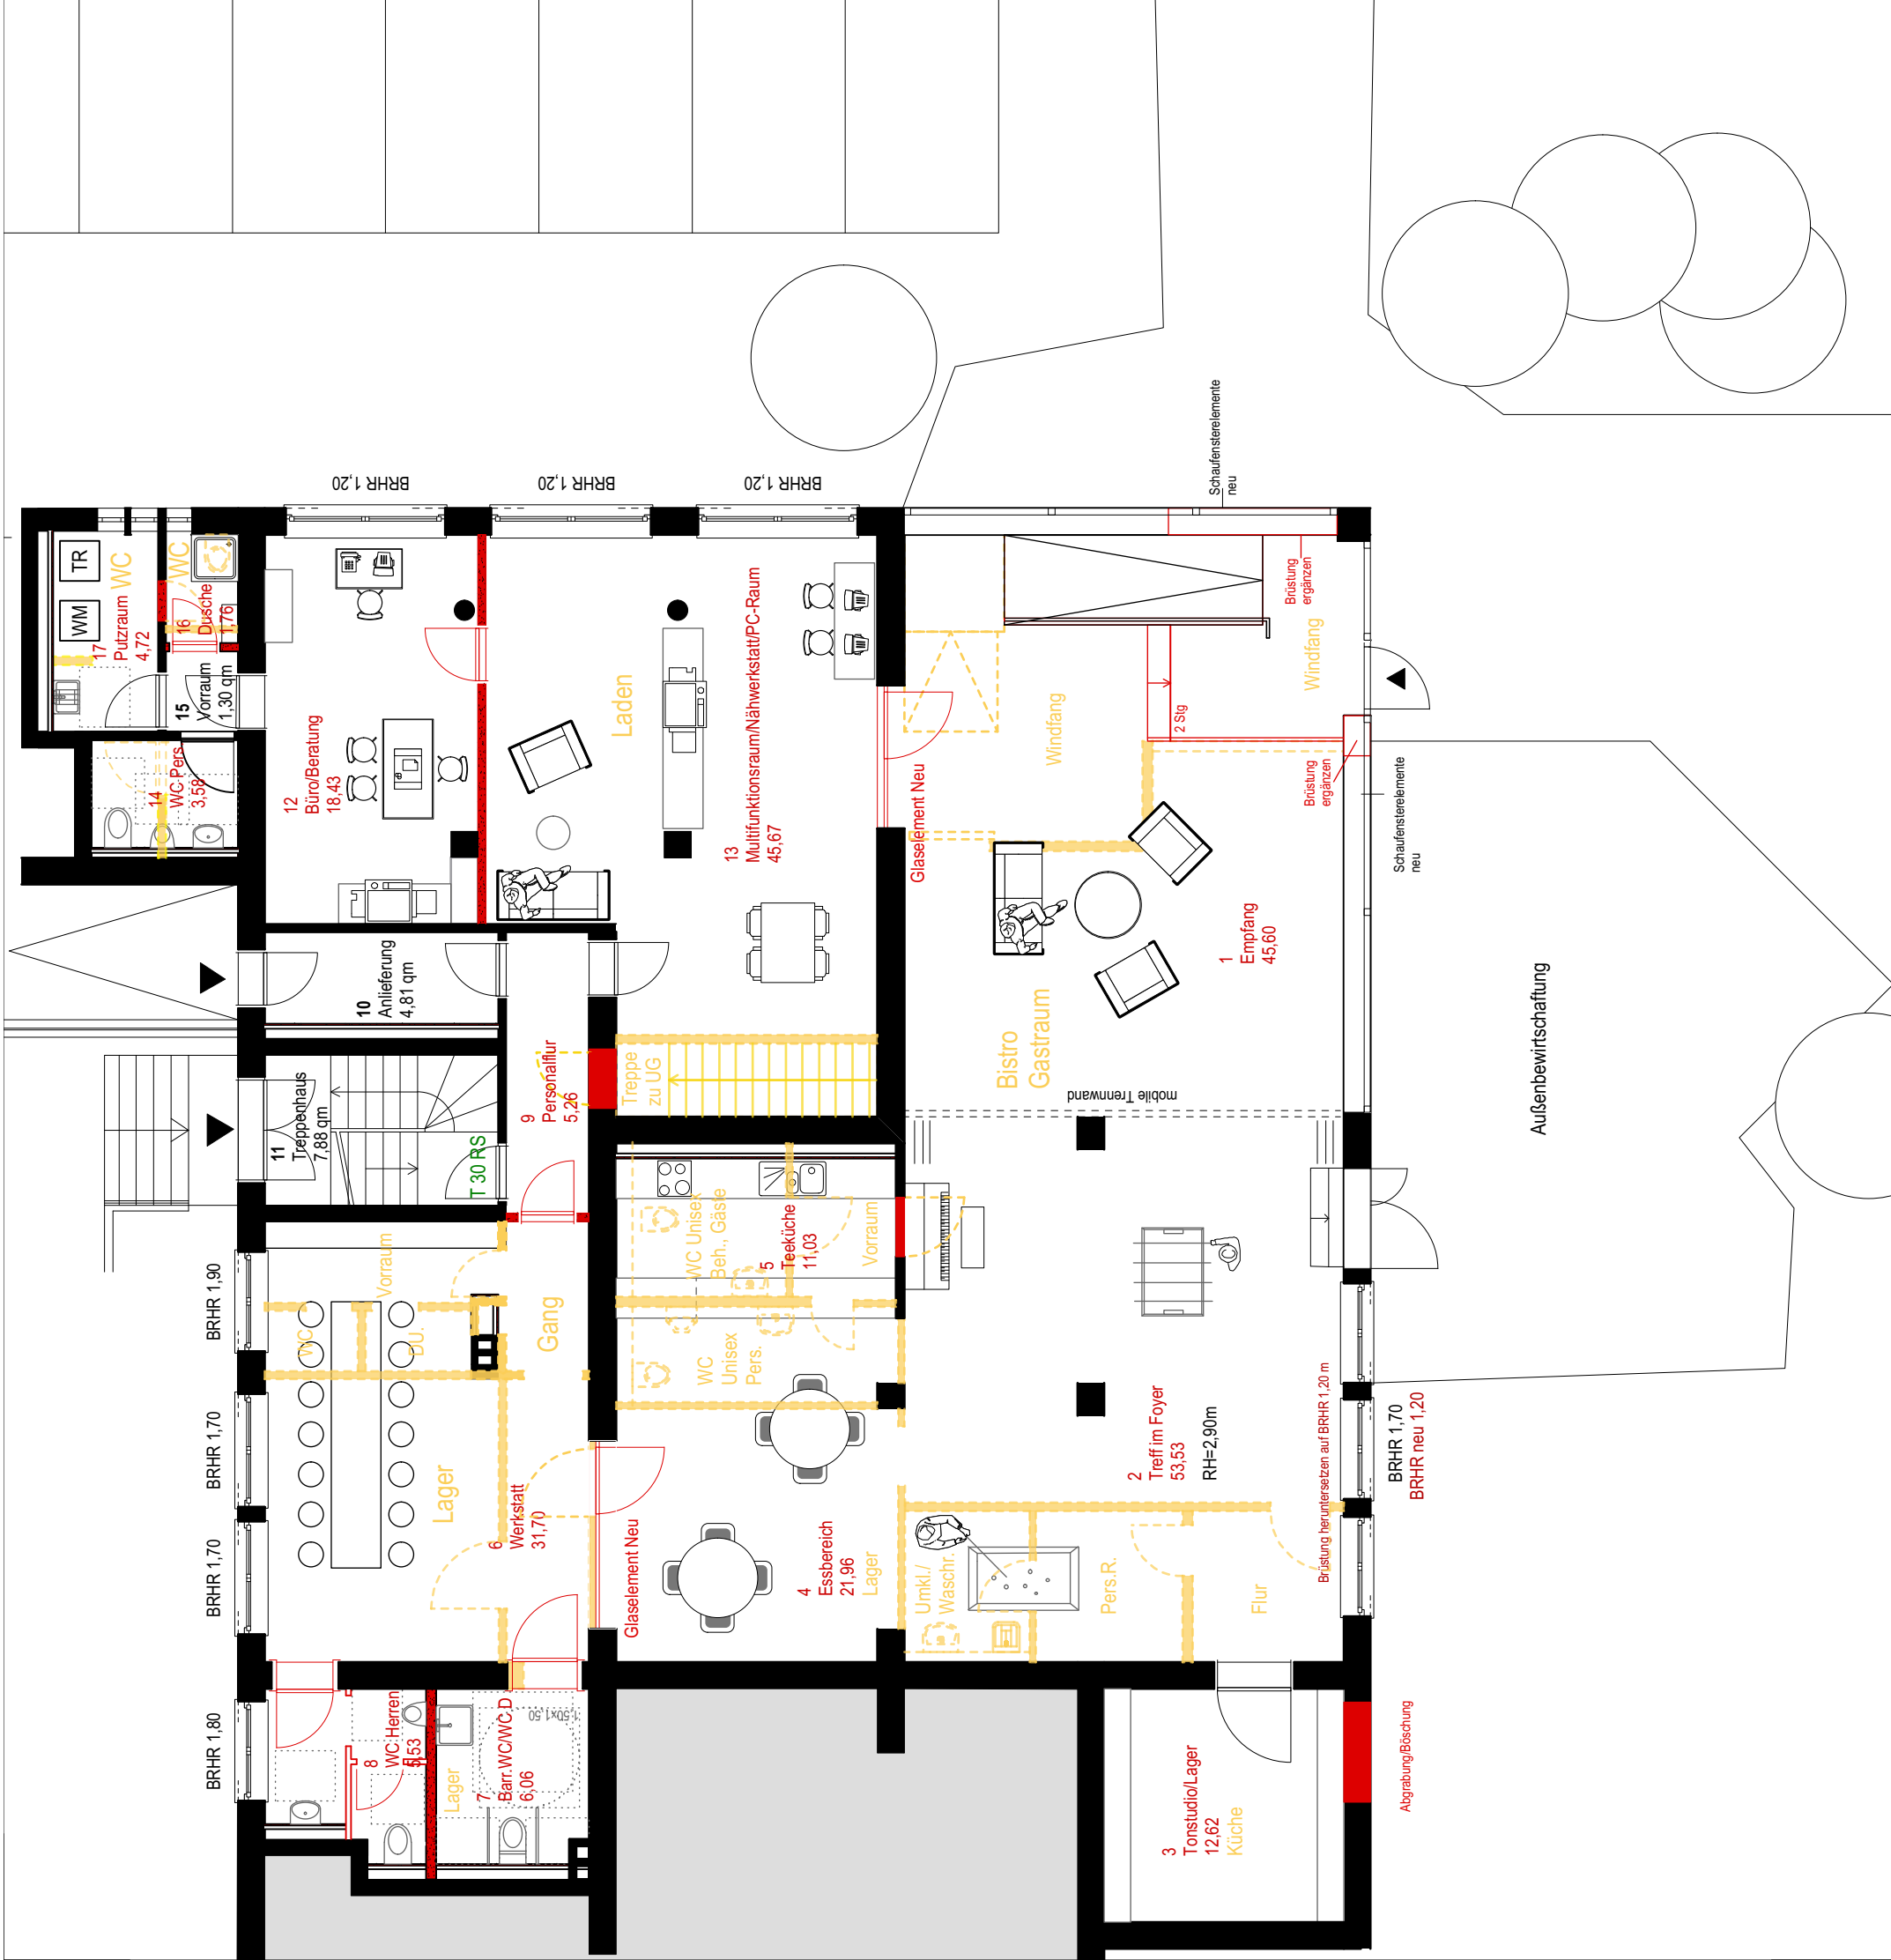 TR
WM
WC
17
Putzraum
4,72
WC
16
Dusche
1,76
15
Vorraum
1,30 qm
14
WC Pers.
3,58
BRHR 1,20
BRHR 1,20
BRHR 1,20
12
Büro/Beratung
18,43
Laden
13
Multifunktionsraum/Nähwerkstatt/PC-Raum
45,67
10
Anlieferung
4,81 qm
11
Treppenhaus
7,88 qm
T 30 RS
9
Personalflur
5,26
Treppe
zu UG
Glaselement Neu
Windfang
Windfang
2 Stg
Brüstung
ergänzen
Schaufensterelemente
neu
Brüstung
ergänzen
Schaufensterelemente
neu
1
Empfang
45,60
Bistro
Gastraum
mobile Trennwand
Außenbewirtschaftung
BRHR 1,90
BRHR 1,70
BRHR 1,70
BRHR 1,80
Vorraum
WC
DU.
Gang
Lager
6
Werkstatt
31,70
WC Unisex
Beh., Gäste
5
Teeküche
11,03
Vorraum
WC
Unisex
Pers.
4
Essbereich
21,96
Lager
Glaselement Neu
2
Treff im Foyer
53,53
RH=2,90m
Brüstung heruntersetzen auf BRHR 1,20 m
BRHR 1,70
BRHR neu 1,20
Umkl./
Waschr.
Pers.R.
Flur
8
WC Herren
5,53
Lager
7
Barr.WC/WC D
6,06
1,50x1,50
3
Tonstudio/Lager
12,62
Küche
Abgrabung/Böschung